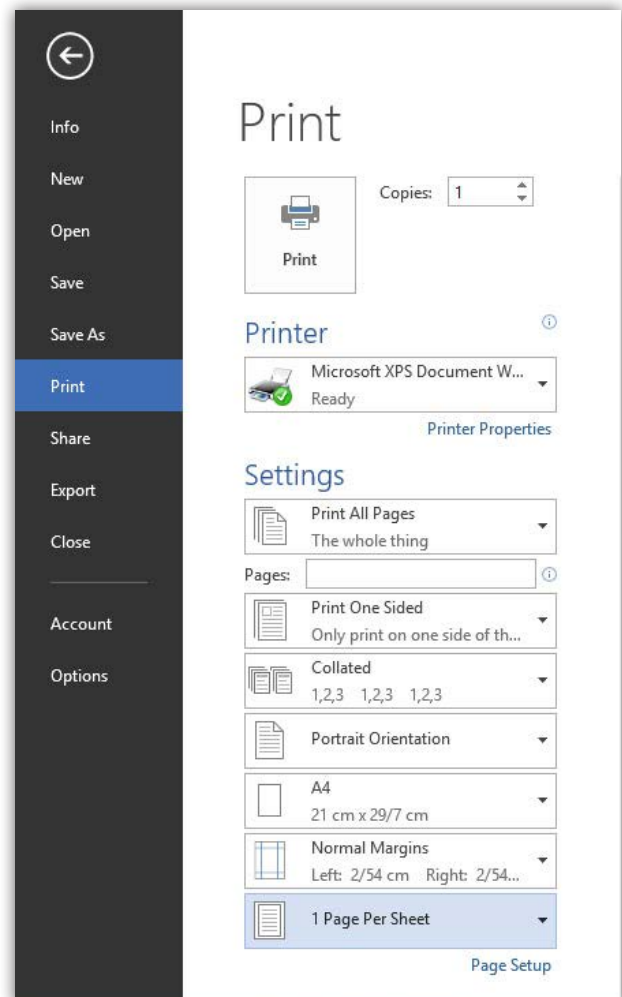 Info
New
Open
Save
Save As
Print
Share
Export
Close
Account
Options
Print
Print
Copies: 1
Printer
Microsoft XPS Document W...
Ready
Printer Properties
Settings
Print All Pages
The whole thing
Pages:
Print One Sided
Only print on one side of th...
Collated
1,2,3 1,2,3 1,2,3
Portrait Orientation
A4
21 cm x 29/7 cm
Normal Margins
Left: 2/54 cm Right: 2/54...
1 Page Per Sheet
Page Setup